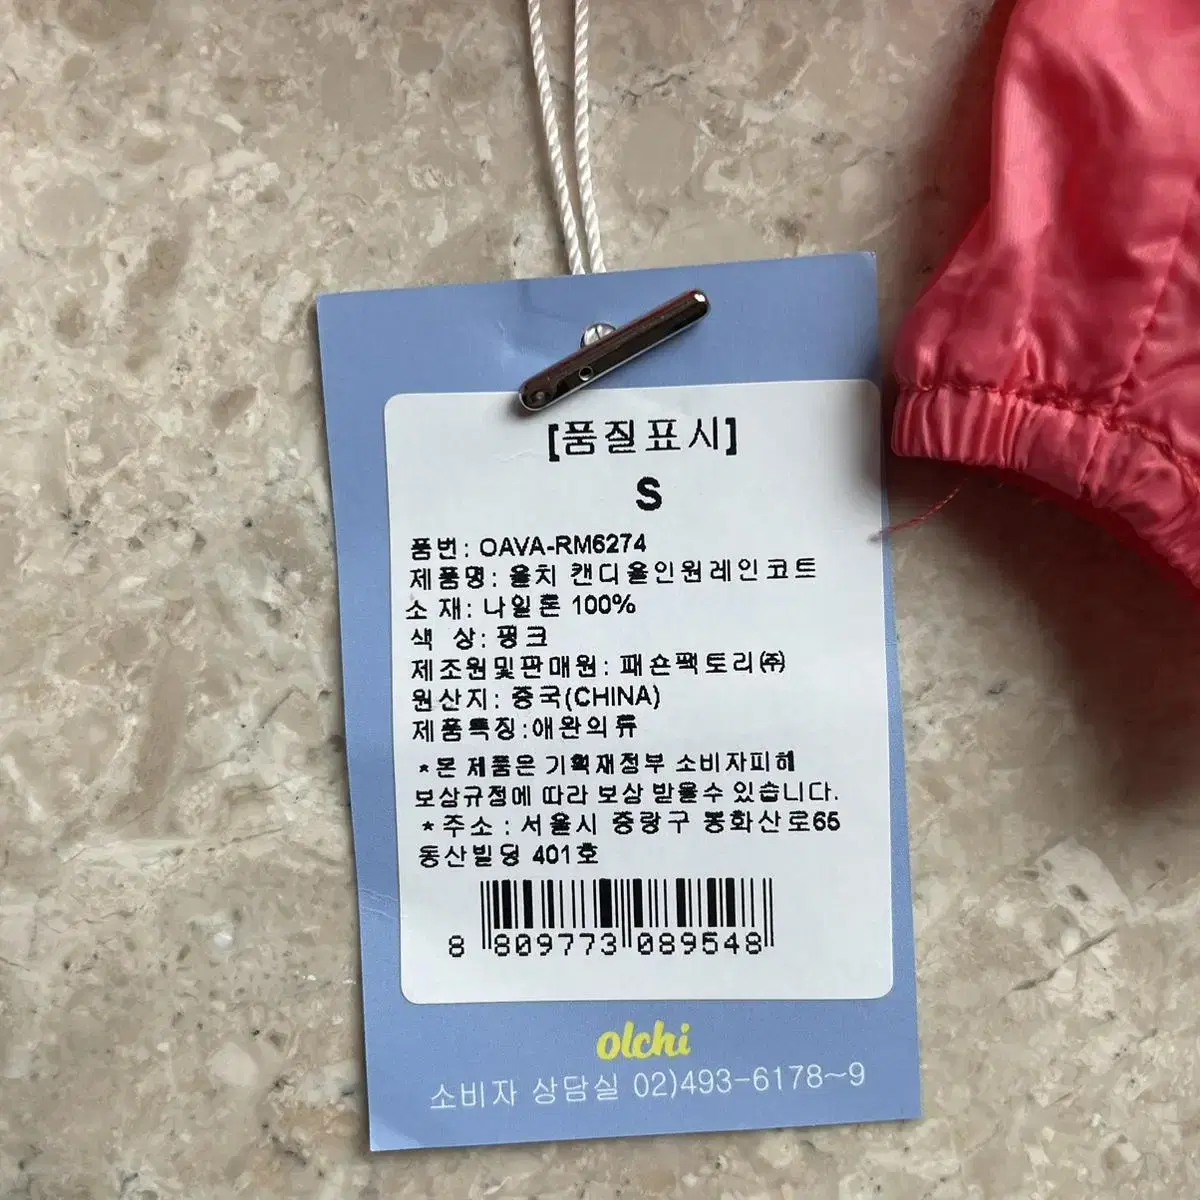 [품질표시]
S
품번: OAVA-RM6274
제품명: 올치 캔디올인원레인코트
소 재: 나일론 100%
색 상: 핑크
제조원및판매원: 패션팩토리㈜
원산지: 중국(CHINA)
제품특징:애완의류
*본 제품은 기획재정부 소비자피해
보상규정에 따라 보상 받을수 있습니다.
*주소 : 서울시 중랑구 봉화산로65
동산빌딩 401호
8 809773 089548
olchi
소비자 상담실 02)493-6178~9